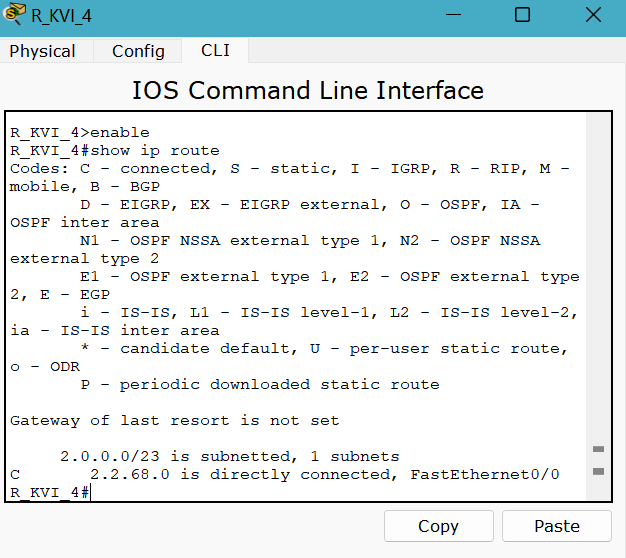 R_KVI_4
Physical Config CLI
IOS Command Line Interface
R_KVI_4>enable
R_KVI_4#show ip route
Codes: C - connected, S - static, I - IGRP, R - RIP, M -
mobile, B - BGP
D - EIGRP, EX - EIGRP external, O - OSPF, IA -
OSPF inter area
N1 - OSPF NSSA external type 1, N2 - OSPF NSSA
external type 2
E1 - OSPF external type 1, E2 - OSPF external type
2, E - EGP
i - IS-IS, L1 - IS-IS level-1, L2 - IS-IS level-2,
ia - IS-IS inter area
* - candidate default, U - per-user static route,
o - ODR
P - periodic downloaded static route
Gateway of last resort is not set
2.0.0.0/23 is subnetted, 1 subnets
C 2.2.68.0 is directly connected, FastEthernet0/0
R_KVI_4#
Copy Paste